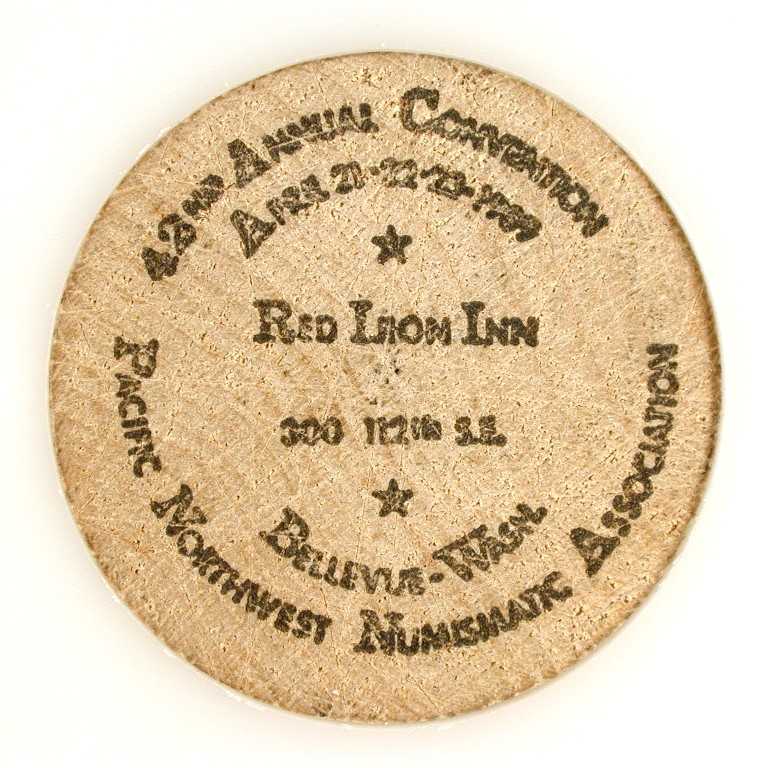 42nd Annual Convention
April 21-22-23-1989
Red Lion Inn
300 112th S.E.
Bellevue-Wash.
Pacific Northwest Numismatic Association